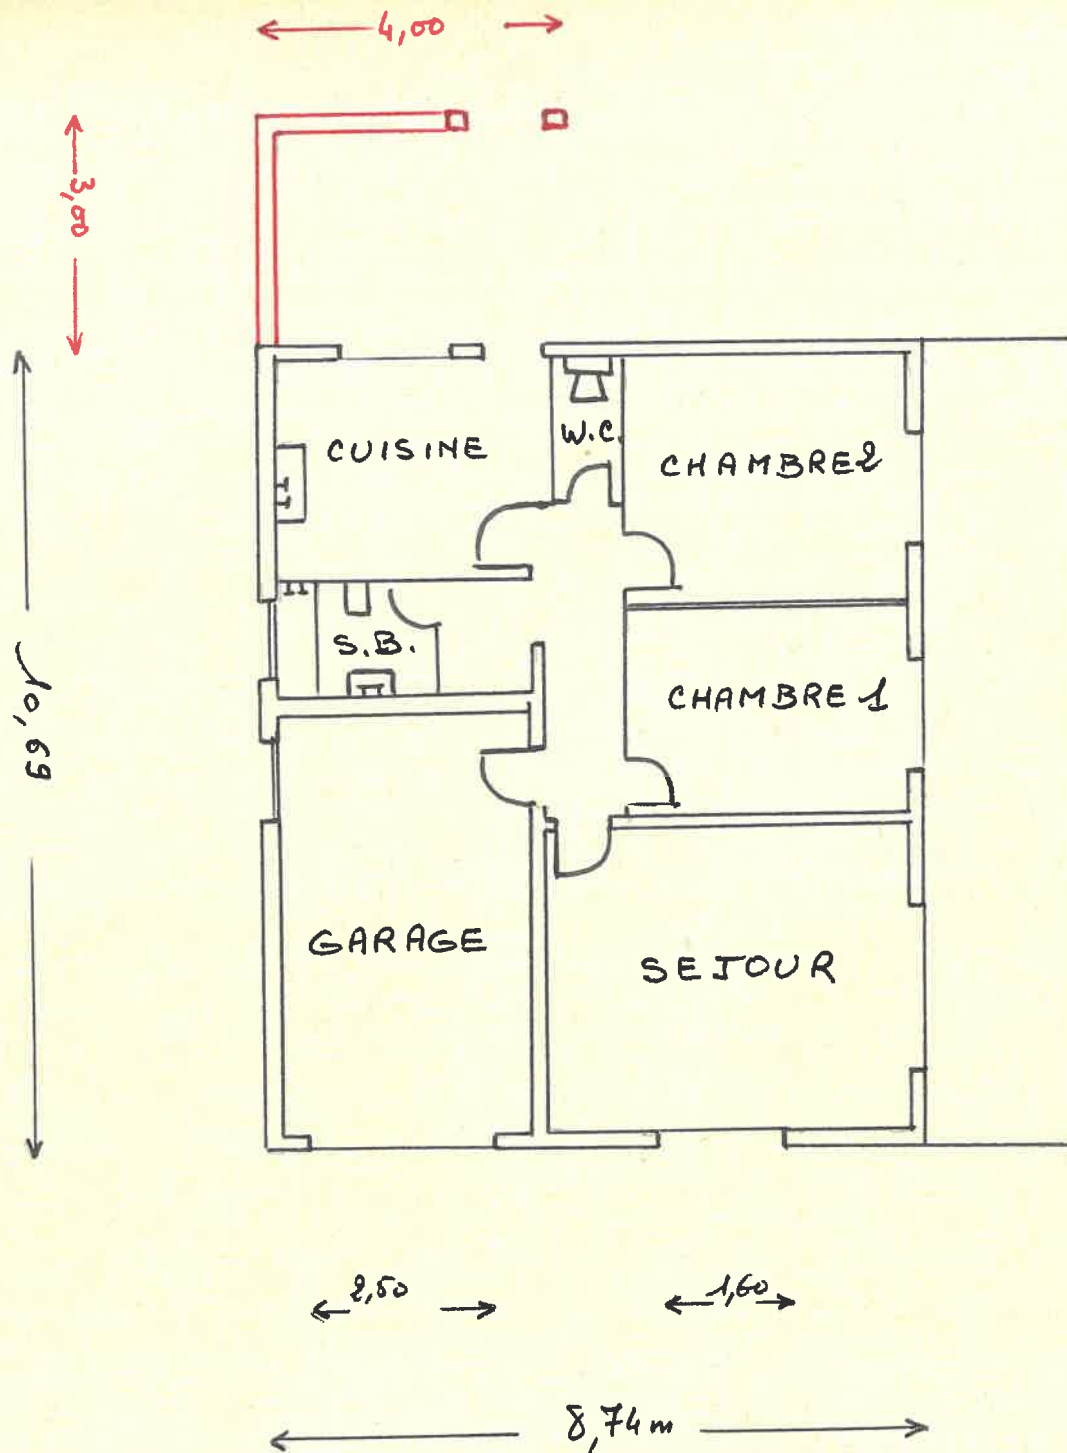 4,00
3,00
CUISINE
W.C.
CHAMBRE 2
S.B.
CHAMBRE 1
10,69
GARAGE
SEJOUR
2,50
1,60
8,74 m